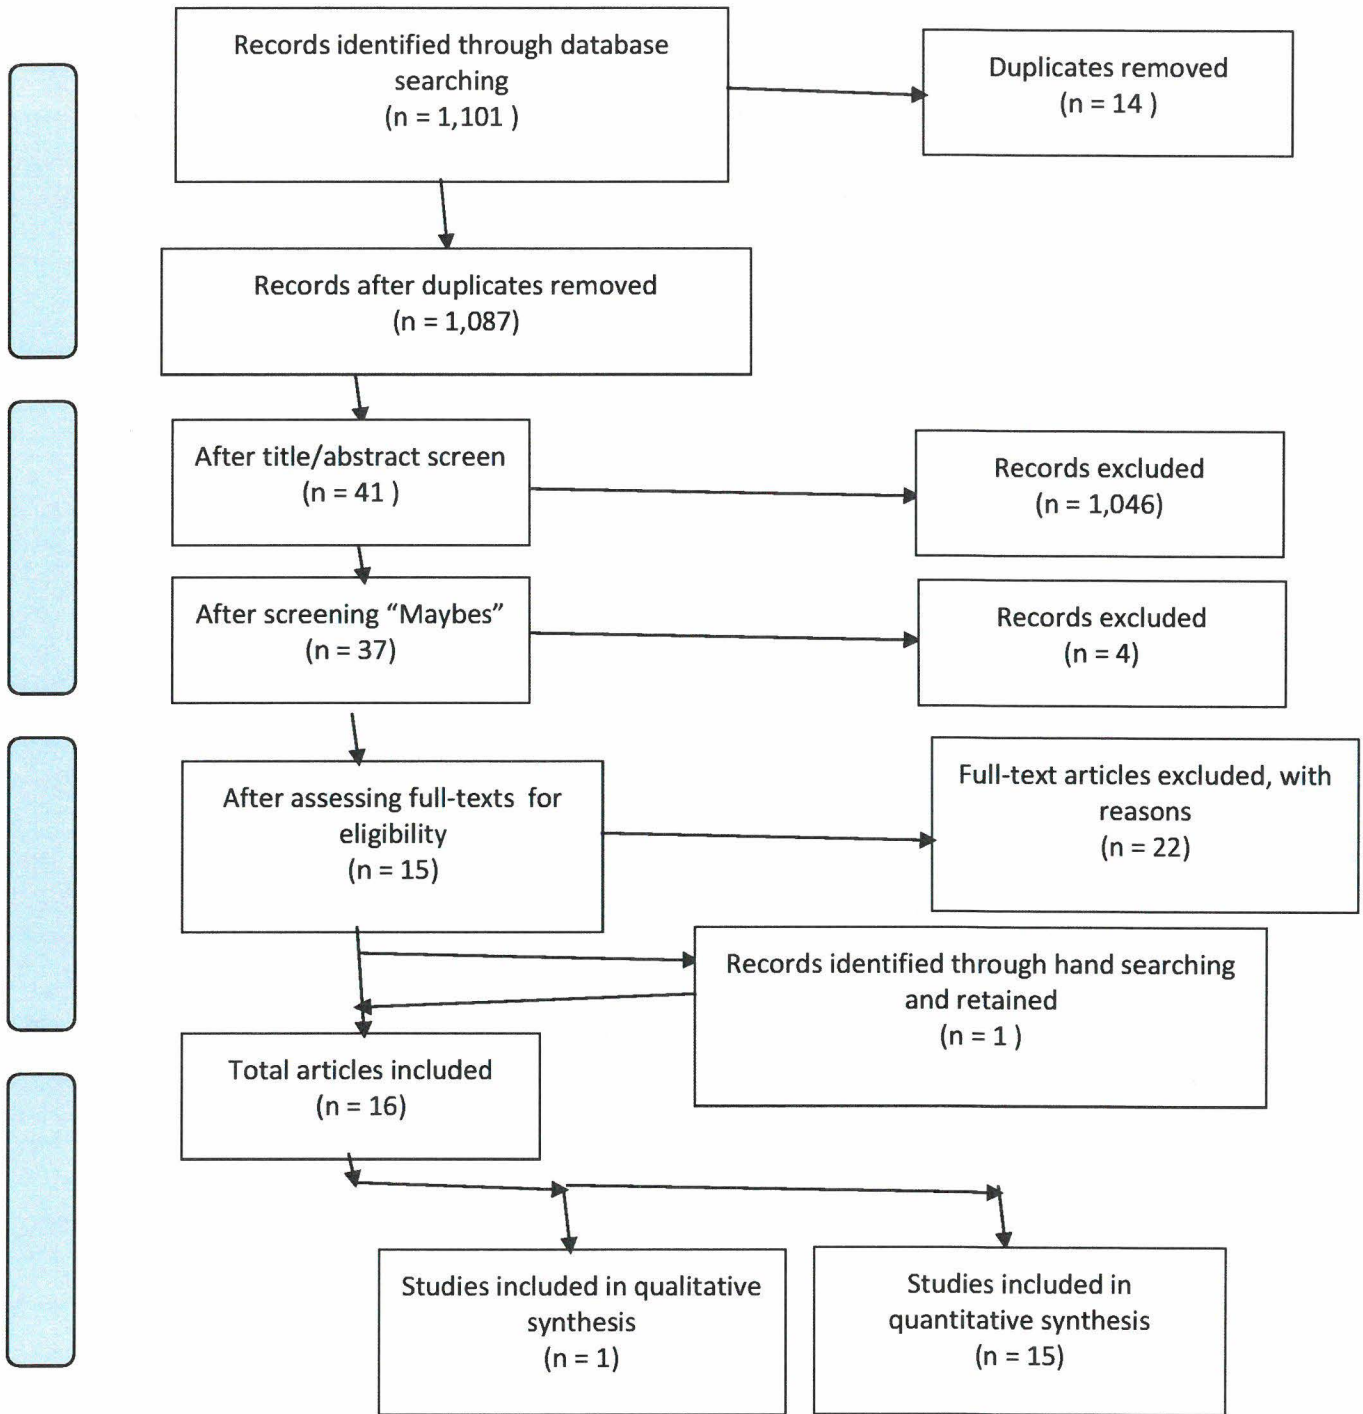 Records identified through database
searching
(n = 1,101 )
Duplicates removed
(n = 14 )
Records after duplicates removed
(n = 1,087)
After title/abstract screen
(n = 41 )
Records excluded
(n = 1,046)
After screening “Maybes”
(n = 37)
Records excluded
(n = 4)
After assessing full-texts for
eligibility
(n = 15)
Full-text articles excluded, with
reasons
(n = 22)
Records identified through hand searching
and retained
(n = 1 )
Total articles included
(n = 16)
Studies included in qualitative
synthesis
(n = 1)
Studies included in
quantitative synthesis
(n = 15)